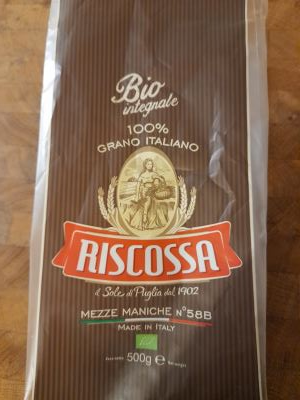 Bio
integrale
100%
GRANO ITALIANO
RISCOSSA
il Sole di Puglia dal 1902
MEZZE MANICHE N°58B
MADE IN ITALY
500g e